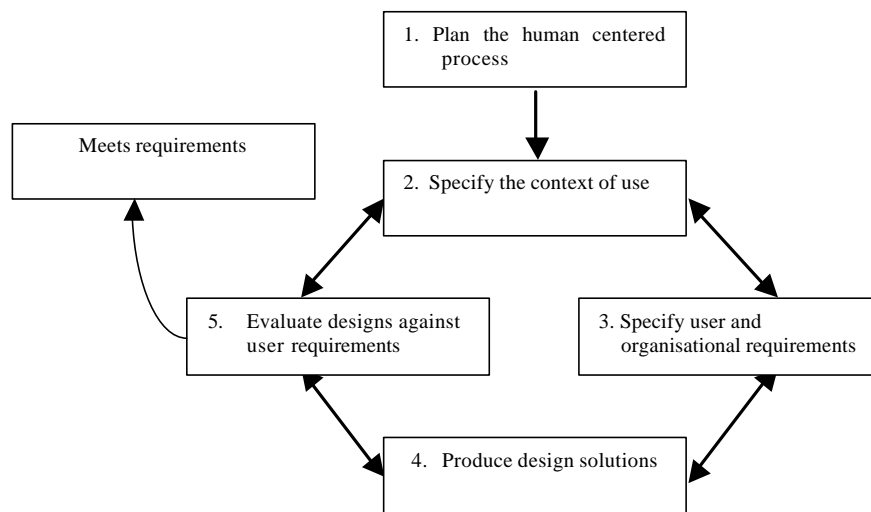 1. Plan the human centered
process
Meets requirements
2. Specify the context of use
5. Evaluate designs against
user requirements
3. Specify user and
organisational requirements
4. Produce design solutions